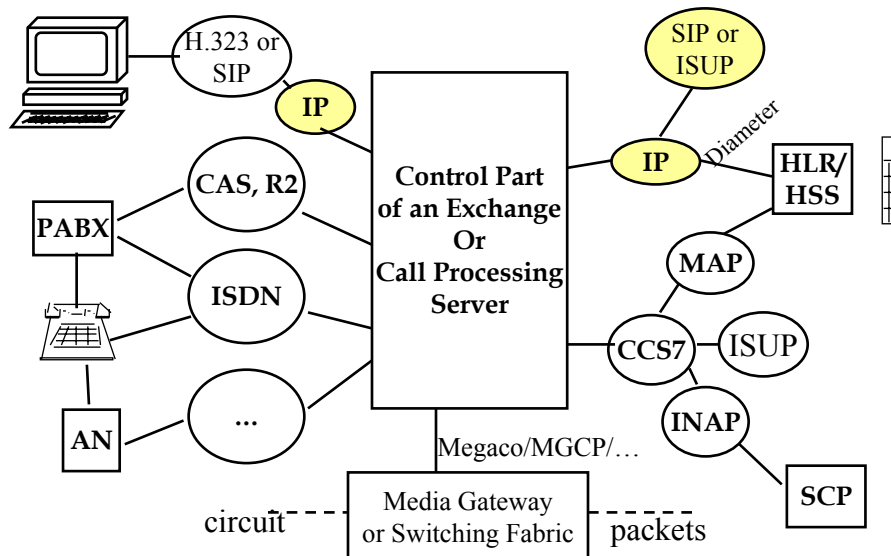 H.323 or
SIP
IP
SIP or
ISUP
IP
Diameter
HLR/
HSS
CAS, R2
PABX
ISDN
AN
...
Control Part
of an Exchange
Or
Call Processing
Server
MAP
CCS7
ISUP
INAP
SCP
Megaco/MGCP/…
Media Gateway
or Switching Fabric
circuit
packets